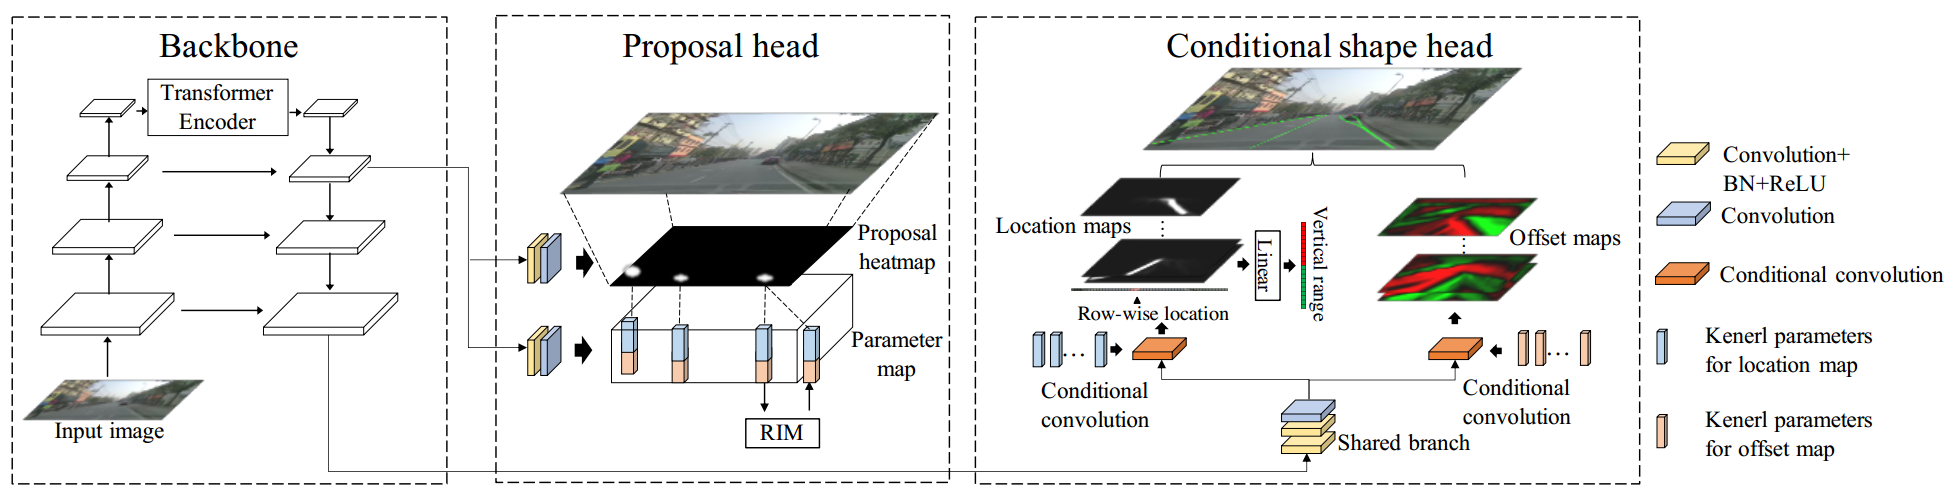 Backbone
Transformer
Encoder
Input image
Proposal head
Proposal
heatmap
Parameter
map
RIM
Conditional shape head
Location maps
Linear
Vertical range
Offset maps
Row-wise location
Conditional
convolution
Conditional
convolution
Shared branch
Convolution+
BN+ReLU
Convolution
Conditional convolution
Kenerl parameters
for location map
Kenerl parameters
for offset map